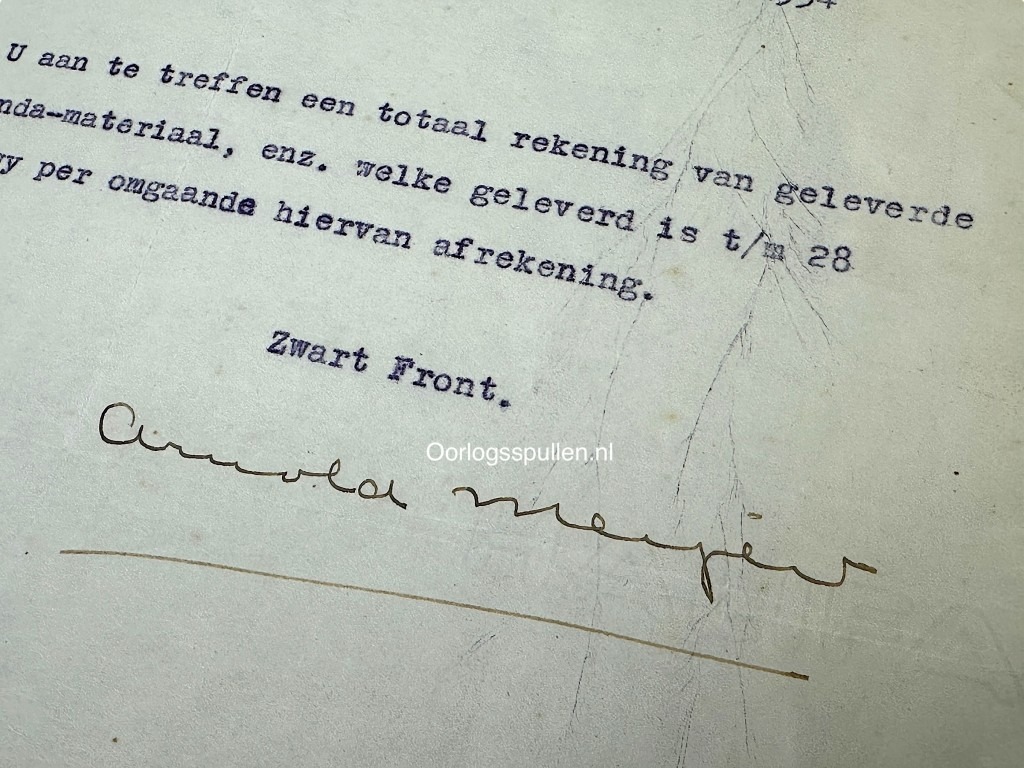 934
U aan te treffen een totaal rekening van geleverde
nda-materiaal, enz. welke geleverd is t/m 28
y per omgaande hiervan afrekening.
Zwart Front.
Arnold Meijer
Oorlogsspullen.nl